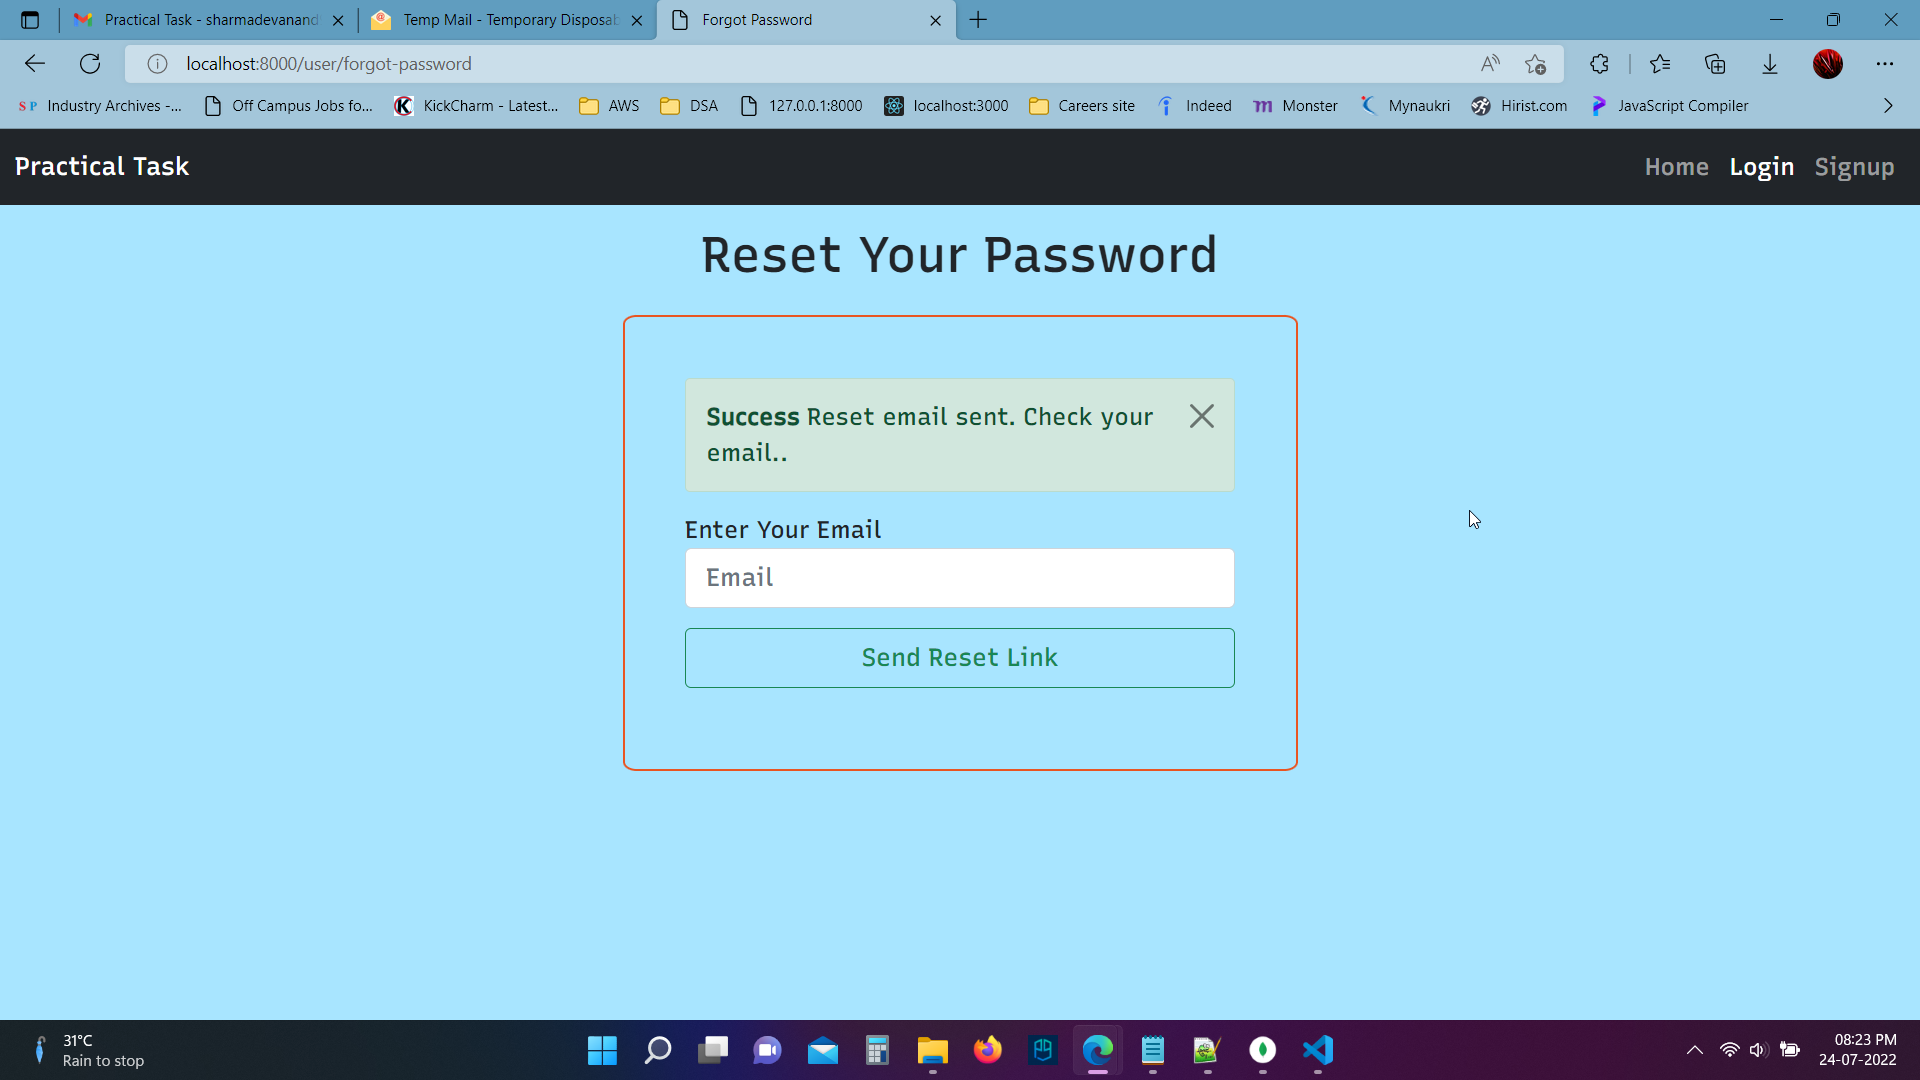 Practical Task - sharmadevanand
Temp Mail - Temporary Disposab
Forgot Password
localhost:8000/user/forgot-password
SP Industry Archives -...
Off Campus Jobs fo...
K KickCharm - Latest...
AWS
DSA
127.0.0.1:8000
localhost:3000
Careers site
Indeed
m Monster
Mynaukri
Hirist.com
JavaScript Compiler
Practical Task
Home
Login
Signup
Reset Your Password
Success Reset email sent. Check your
email..
Enter Your Email
Email
Send Reset Link
31°C
Rain to stop
08:23 PM
24-07-2022